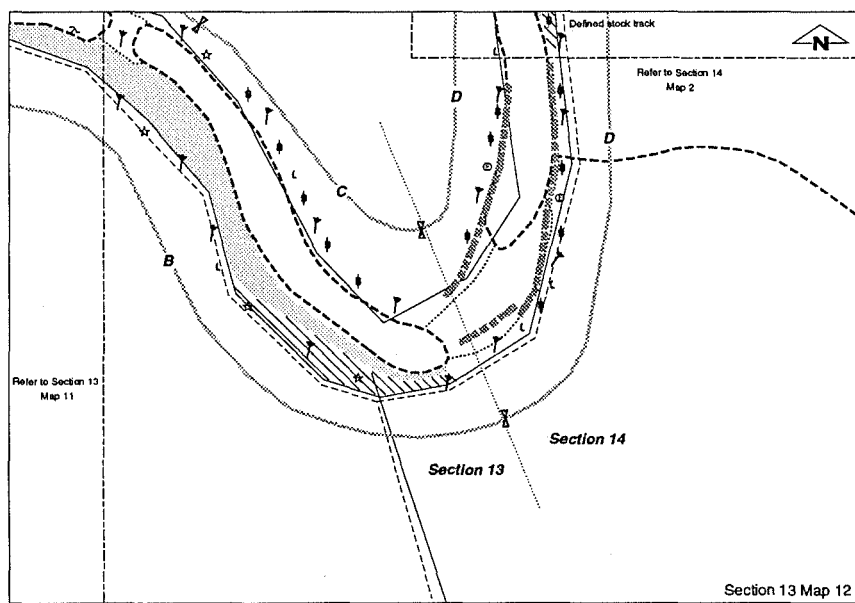 Defined stock track
N
Refer to Section 14
Map 2
D
D
C
B
Refer to Section 13
Map 11
Section 14
Section 13
Section 13 Map 12